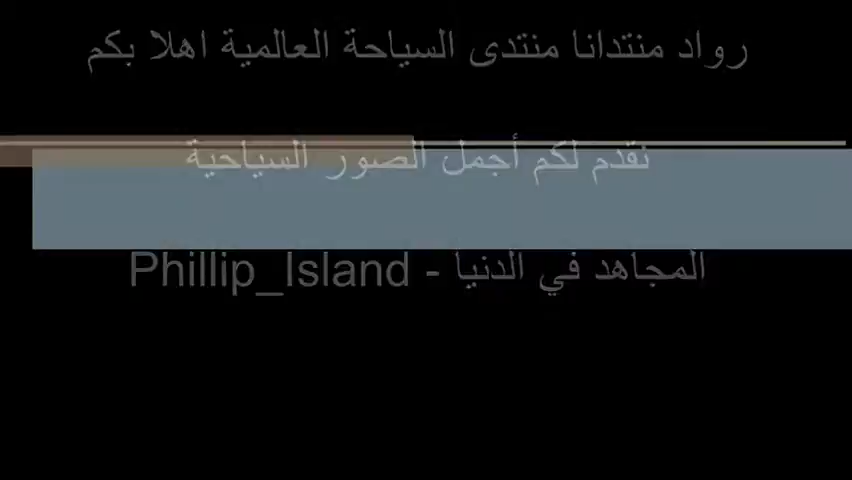 رواد منتدانا منتدى السياحة العالمية اهلا بكم
نقدم لكم أجمل الصور السياحية
المجاهد في الدنيا - Phillip_Island